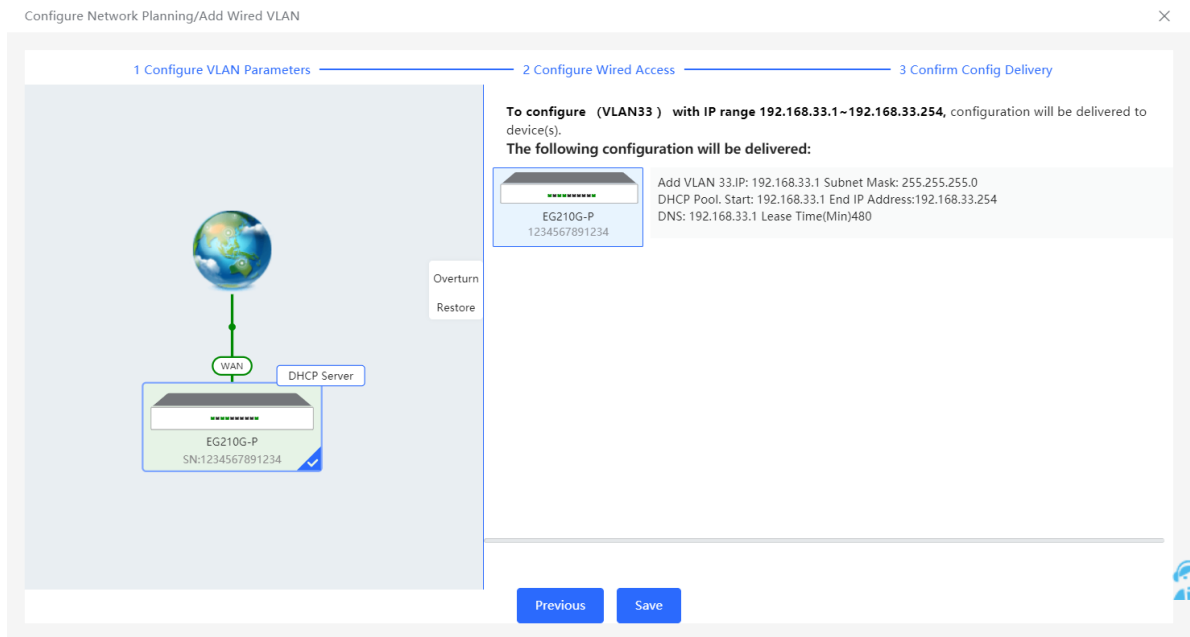 Configure Network Planning/Add Wired VLAN
1 Configure VLAN Parameters
2 Configure Wired Access
3 Confirm Config Delivery
Overturn
Restore
WAN
DHCP Server
EG210G-P
SN:1234567891234
To configure （VLAN33 ） with IP range 192.168.33.1~192.168.33.254, configuration will be delivered to
device(s).
The following configuration will be delivered:
EG210G-P
1234567891234
Add VLAN 33.IP: 192.168.33.1 Subnet Mask: 255.255.255.0
DHCP Pool. Start: 192.168.33.1 End IP Address:192.168.33.254
DNS: 192.168.33.1 Lease Time(Min)480
Previous
Save